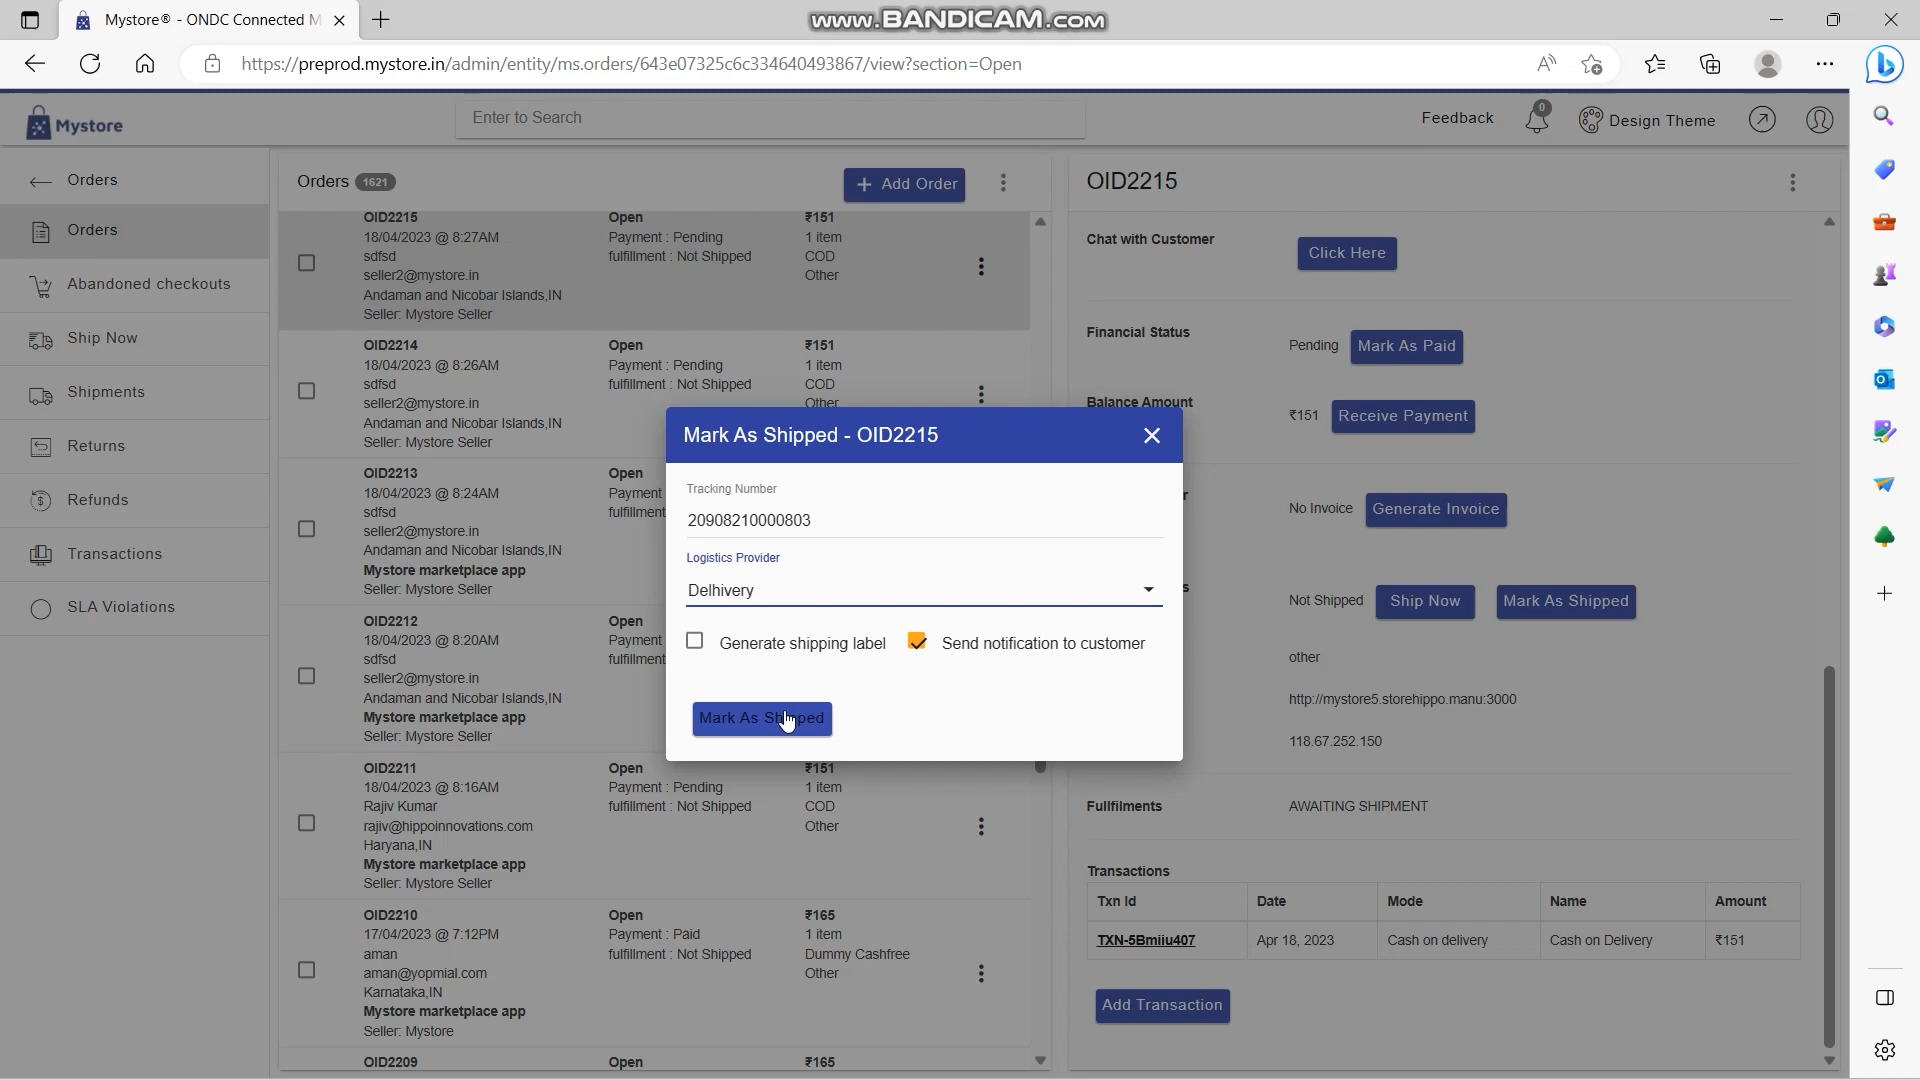 Mystore® - ONDC Connected M
www.BANDICAM.com
https://preprod.mystore.in/admin/entity/ms.orders/643e07325c6c334640493867/view?section=Open
Mystore
Enter to Search
Feedback
0
Design Theme
Orders
Orders
Abandoned checkouts
Ship Now
Shipments
Returns
Refunds
Transactions
SLA Violations
Orders 1621
+ Add Order
OID2215 Open ₹151
18/04/2023 @ 8:27AM Payment : Pending 1 item
sdfsd fulfillment : Not Shipped COD
seller2@mystore.in Other
Andaman and Nicobar Islands,IN
Seller: Mystore Seller
OID2214 Open ₹151
18/04/2023 @ 8:26AM Payment : Pending 1 item
sdfsd fulfillment : Not Shipped COD
seller2@mystore.in Other
Andaman and Nicobar Islands,IN
Seller: Mystore Seller
OID2213 Open
18/04/2023 @ 8:24AM Payment
sdfsd fulfillment
seller2@mystore.in
Andaman and Nicobar Islands,IN
Mystore marketplace app
Seller: Mystore Seller
OID2212 Open
18/04/2023 @ 8:20AM Payment
sdfsd fulfillment
seller2@mystore.in
Andaman and Nicobar Islands,IN
Mystore marketplace app
Seller: Mystore Seller
OID2211 Open ₹151
18/04/2023 @ 8:16AM Payment : Pending 1 item
Rajiv Kumar fulfillment : Not Shipped COD
rajiv@hippoinnovations.com Other
Haryana,IN
Mystore marketplace app
Seller: Mystore Seller
OID2210 Open ₹165
17/04/2023 @ 7:12PM Payment : Paid 1 item
aman fulfillment : Not Shipped Dummy Cashfree
aman@yopmial.com Other
Karnataka,IN
Mystore marketplace app
Seller: Mystore
OID2209 Open ₹165
Mark As Shipped - OID2215
Tracking Number
20908210000803
Logistics Provider
Delhivery
Generate shipping label Send notification to customer
Mark As Shipped
OID2215
Chat with Customer Click Here
Financial Status Pending Mark As Paid
Balance Amount ₹151 Receive Payment
r No Invoice Generate Invoice
s Not Shipped Ship Now Mark As Shipped
other
http://mystore5.storehippo.manu:3000
118.67.252.150
Fullfilments AWAITING SHIPMENT
Transactions
Txn Id Date Mode Name Amount
TXN-5Bmiiu407 Apr 18, 2023 Cash on delivery Cash on Delivery ₹151
Add Transaction